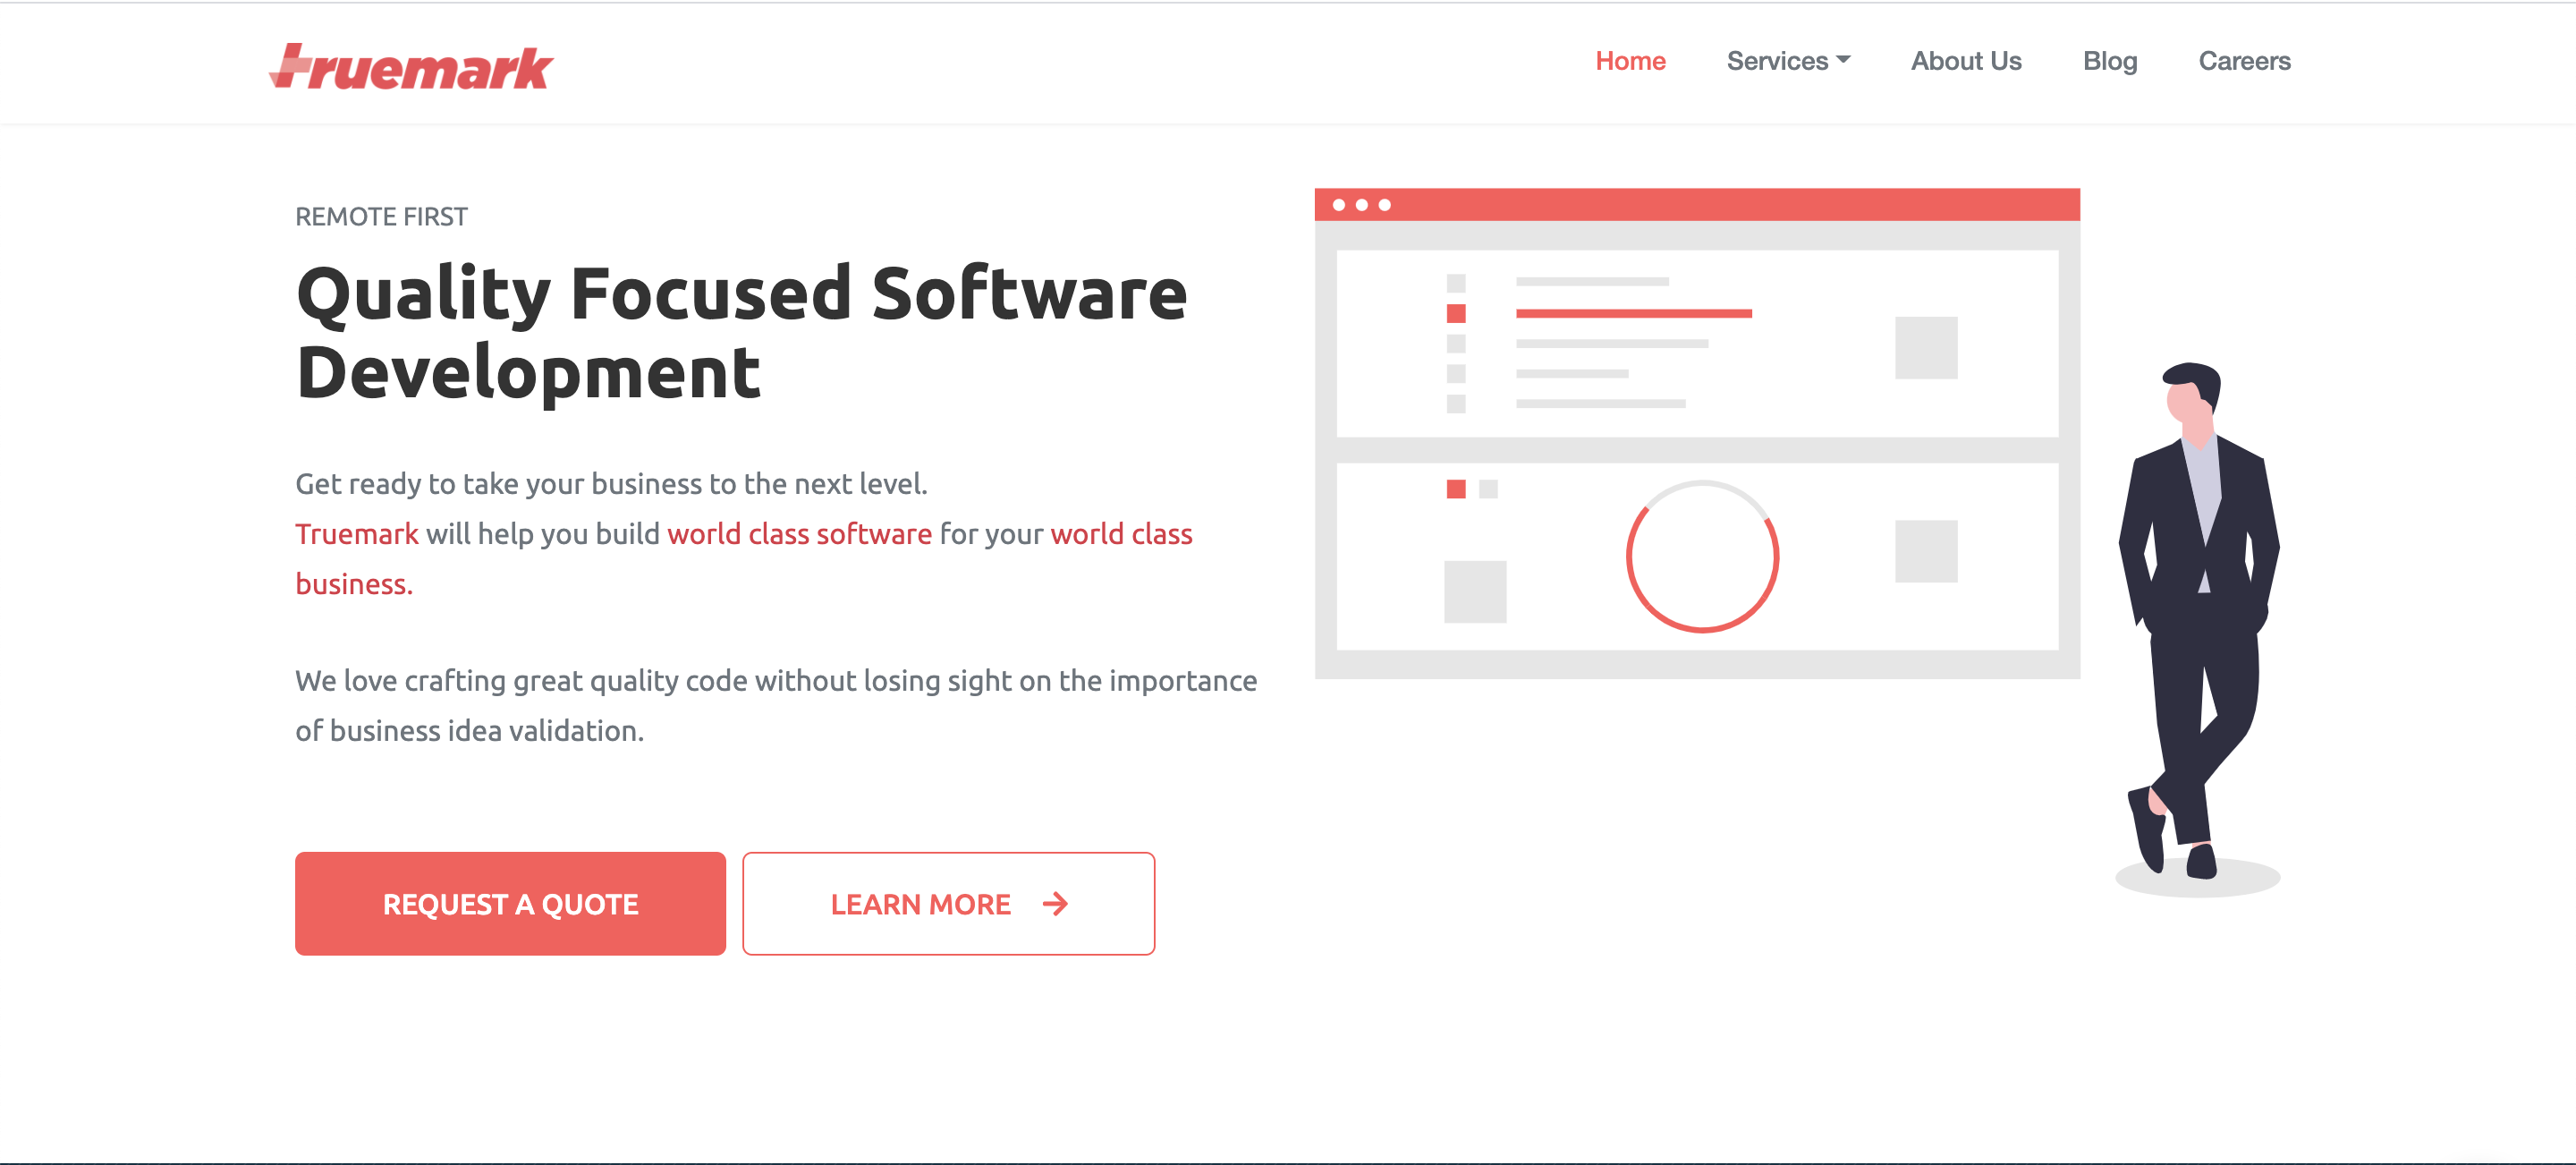 truemark
Home Services About Us Blog Careers
REMOTE FIRST
Quality Focused Software
Development
Get ready to take your business to the next level.
Truemark will help you build world class software for your world class
business.
We love crafting great quality code without losing sight on the importance
of business idea validation.
REQUEST A QUOTE
LEARN MORE